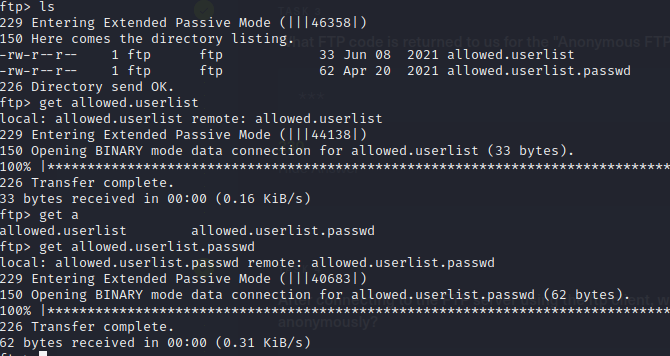 ftp> ls
229 Entering Extended Passive Mode (|||46358|)
hat FTP code is returned to us for the "Anonymous FTP
150 Here comes the directory listing.
-rw-r--r--    1 ftp      ftp            33 Jun 08  2021 allowed.userlist
-rw-r--r--    1 ftp      ftp            62 Apr 20  2021 allowed.userlist.passwd
226 Directory send OK.
ftp> get allowed.userlist
local: allowed.userlist remote: allowed.userlist
229 Entering Extended Passive Mode (|||44138|)
150 Opening BINARY mode data connection for allowed.userlist (33 bytes).
100% |***********************************************************************
226 Transfer complete.
33 bytes received in 00:00 (0.16 KiB/s)
ftp> get a
allowed.userlist        allowed.userlist.passwd
ftp> get allowed.userlist.passwd
local: allowed.userlist.passwd remote: allowed.userlist.passwd
229 Entering Extended Passive Mode (|||40683|)
150 Opening BINARY mode data connection for allowed.userlist.passwd (62 bytes).
100% |***********************************************************************
anonymously?
226 Transfer complete.
62 bytes received in 00:00 (0.31 KiB/s)
ftp>